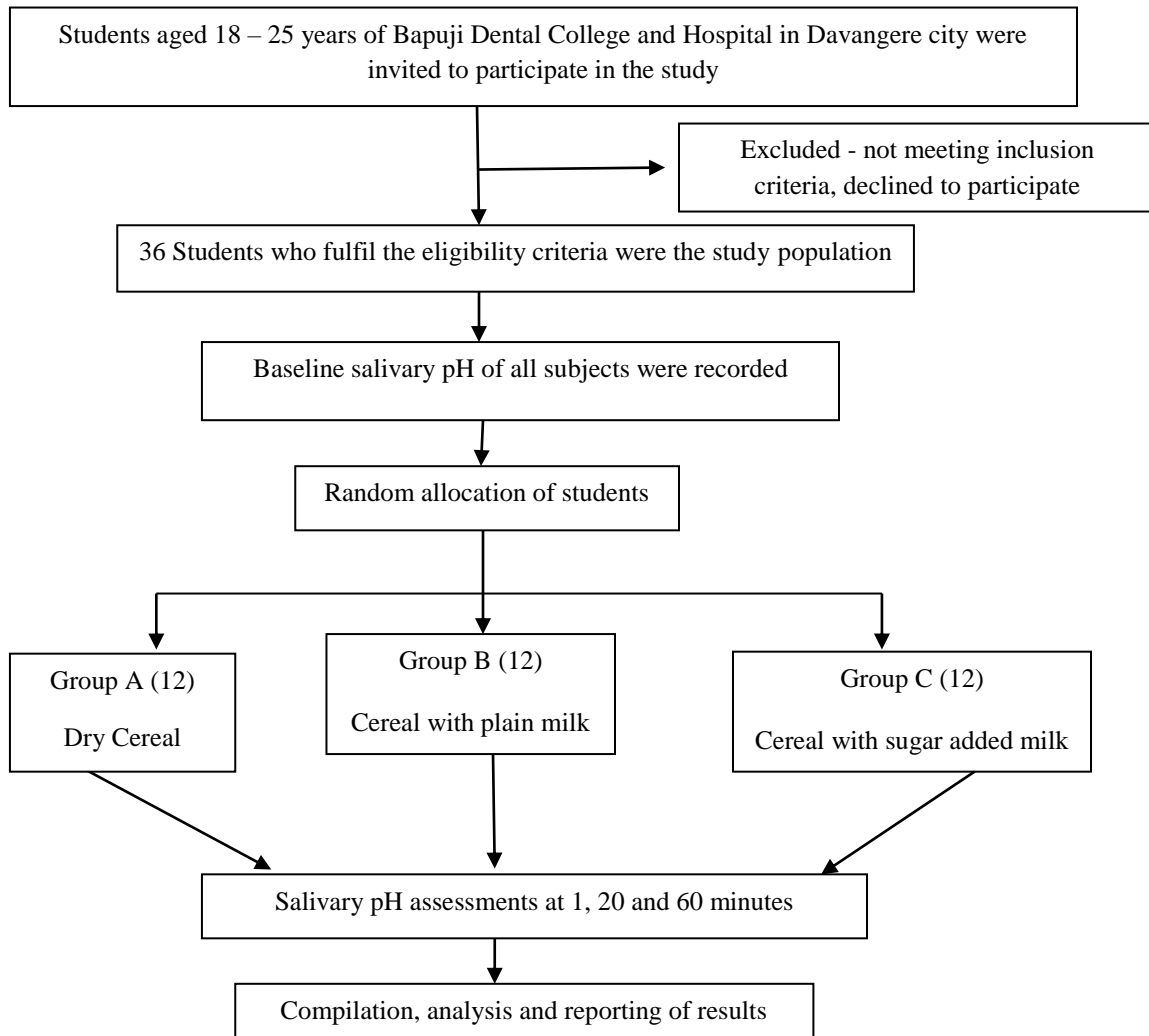 Students aged 18 – 25 years of Bapuji Dental College and Hospital in Davangere city were
invited to participate in the study
Excluded - not meeting inclusion
criteria, declined to participate
36 Students who fulfil the eligibility criteria were the study population
Baseline salivary pH of all subjects were recorded
Random allocation of students
Group A (12)
Dry Cereal
Group B (12)
Cereal with plain milk
Group C (12)
Cereal with sugar added milk
Salivary pH assessments at 1, 20 and 60 minutes
Compilation, analysis and reporting of results